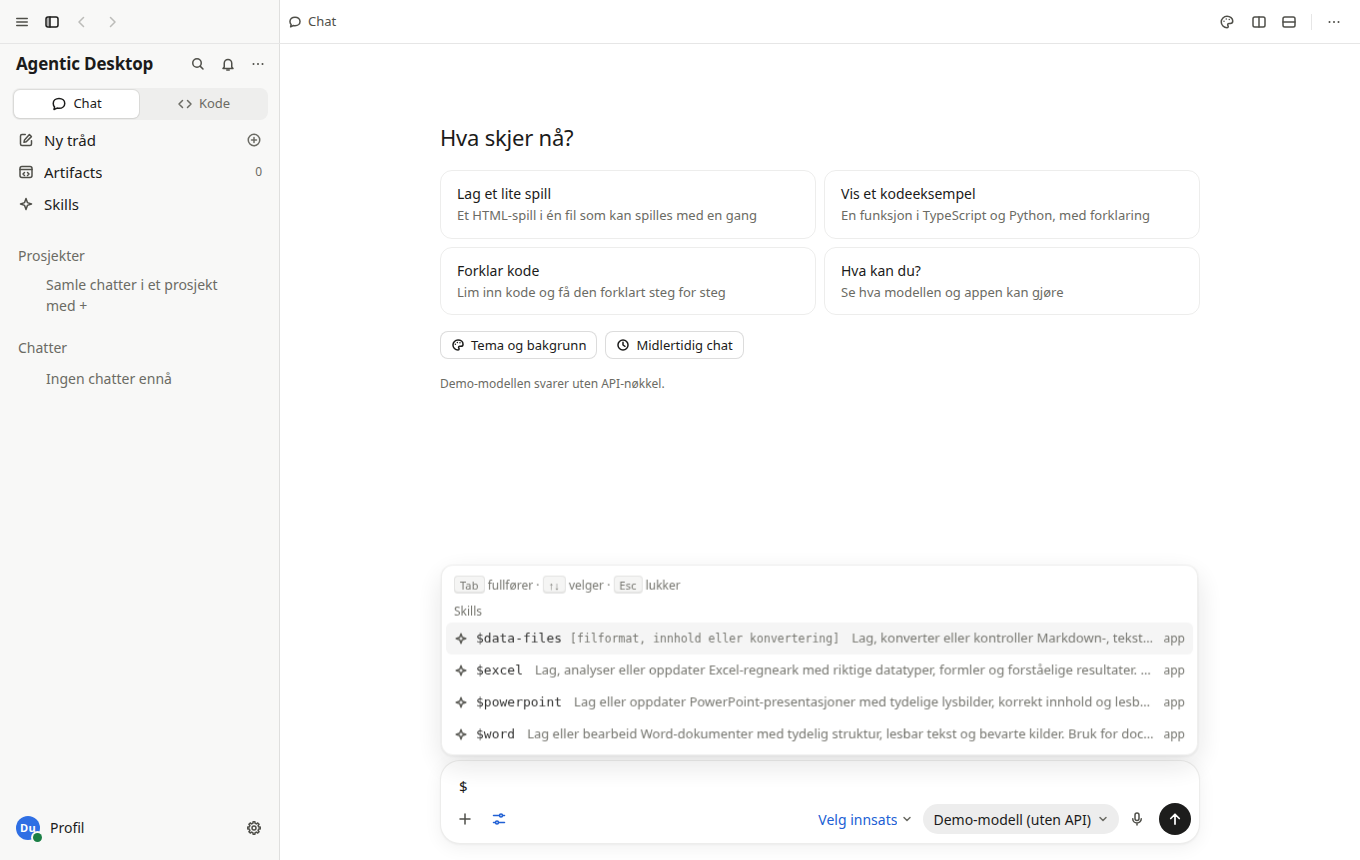 Chat
Agentic Desktop
Chat
Kode
Ny tråd
Artifacts 0
Skills
Prosjekter
Samle chatter i et prosjekt
med +
Chatter
Ingen chatter ennå
Du Profil
Hva skjer nå?
Lag et lite spill
Et HTML-spill i én fil som kan spilles med en gang
Vis et kodeeksempel
En funksjon i TypeScript og Python, med forklaring
Forklar kode
Lim inn kode og få den forklart steg for steg
Hva kan du?
Se hva modellen og appen kan gjøre
Tema og bakgrunn
Midlertidig chat
Demo-modellen svarer uten API-nøkkel.
Tab fullfører · ↑↓ velger · Esc lukker
Skills
$data-files [filformat, innhold eller konvertering] Lag, konverter eller kontroller Markdown-, tekst... app
$excel Lag, analyser eller oppdater Excel-regneark med riktige datatyper, formler og forståelige resultater. ... app
$powerpoint Lag eller oppdater PowerPoint-presentasjoner med tydelige lysbilder, korrekt innhold og lesb... app
$word Lag eller bearbeid Word-dokumenter med tydelig struktur, lesbar tekst og bevarte kilder. Bruk for doc... app
$
Velg innsats
Demo-modell (uten API)